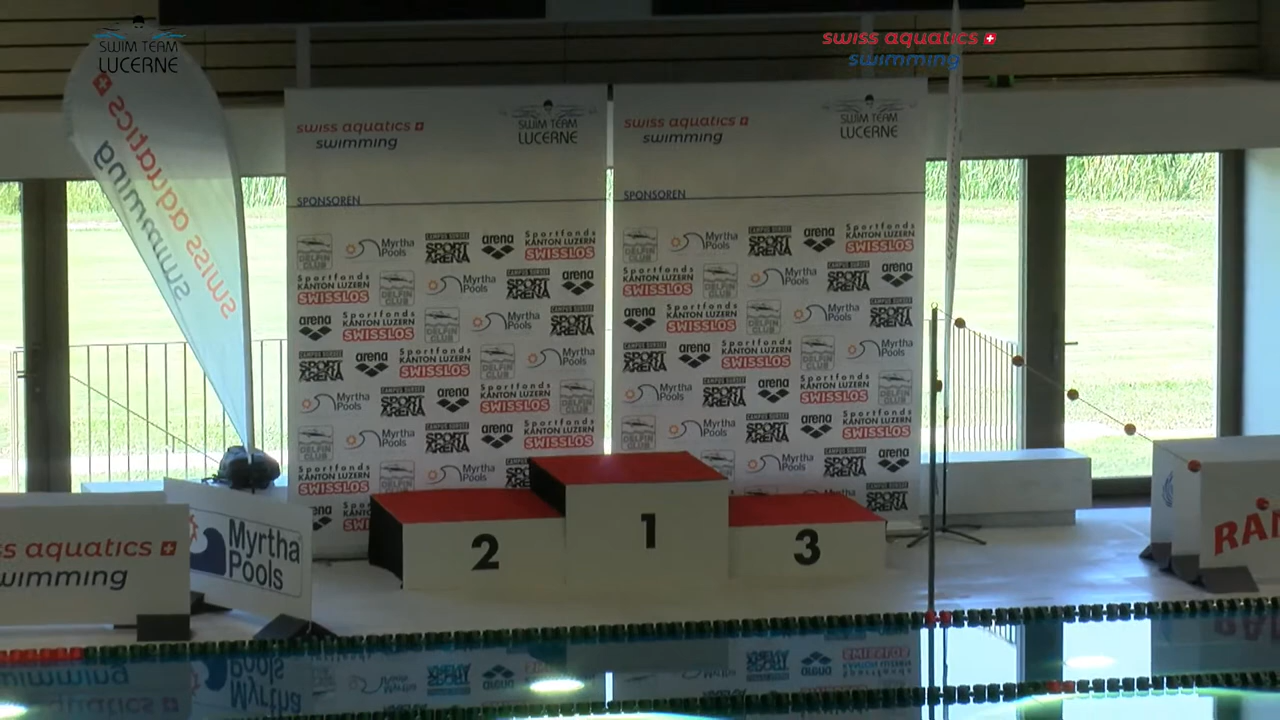 SWIM TEAM
LUCERNE
swiss aquatics
swimming
swiss aquatics
swimming
swiss aquatics
swimming
SWIM TEAM
LUCERNE
swiss aquatics
swimming
SWIM TEAM
LUCERNE
SPONSOREN
SPONSOREN
DELFIN
CLUB
Myrtha
Pools
CAMPUS SURSEE
SPORT
ARENA
arena
Sportfonds
KANTON LUZERN
SWISSLOS
1
2
3
swiss aquatics
swimming
Myrtha
Pools